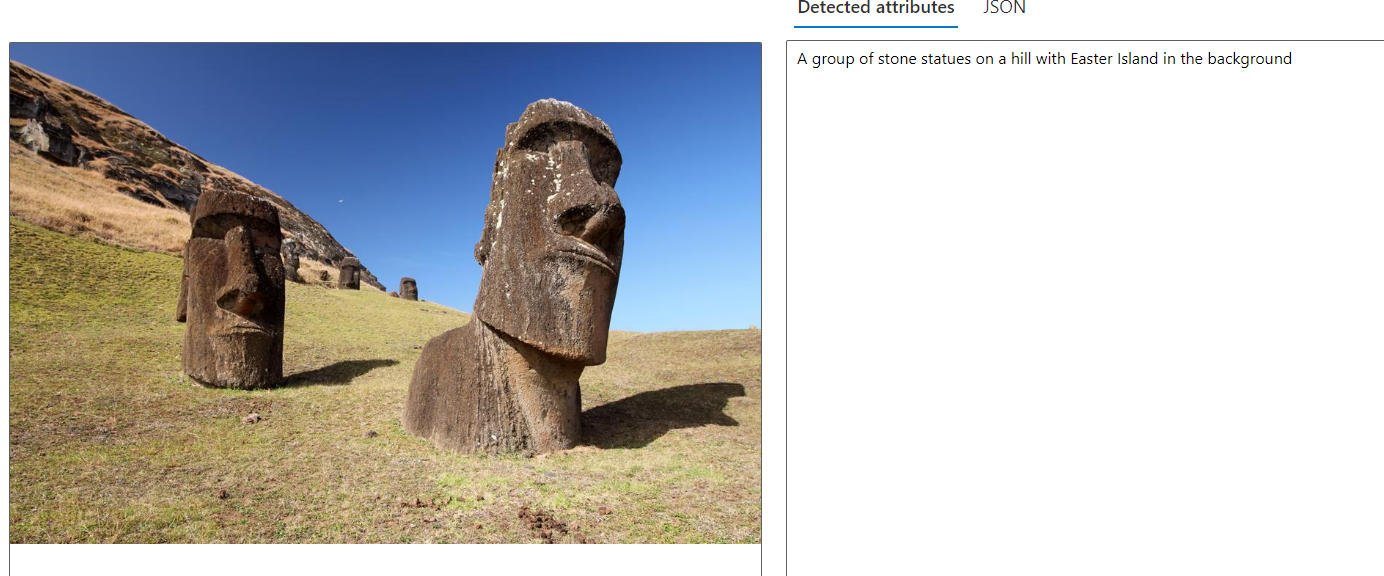 Detected attributes
JSON
A group of stone statues on a hill with Easter Island in the background